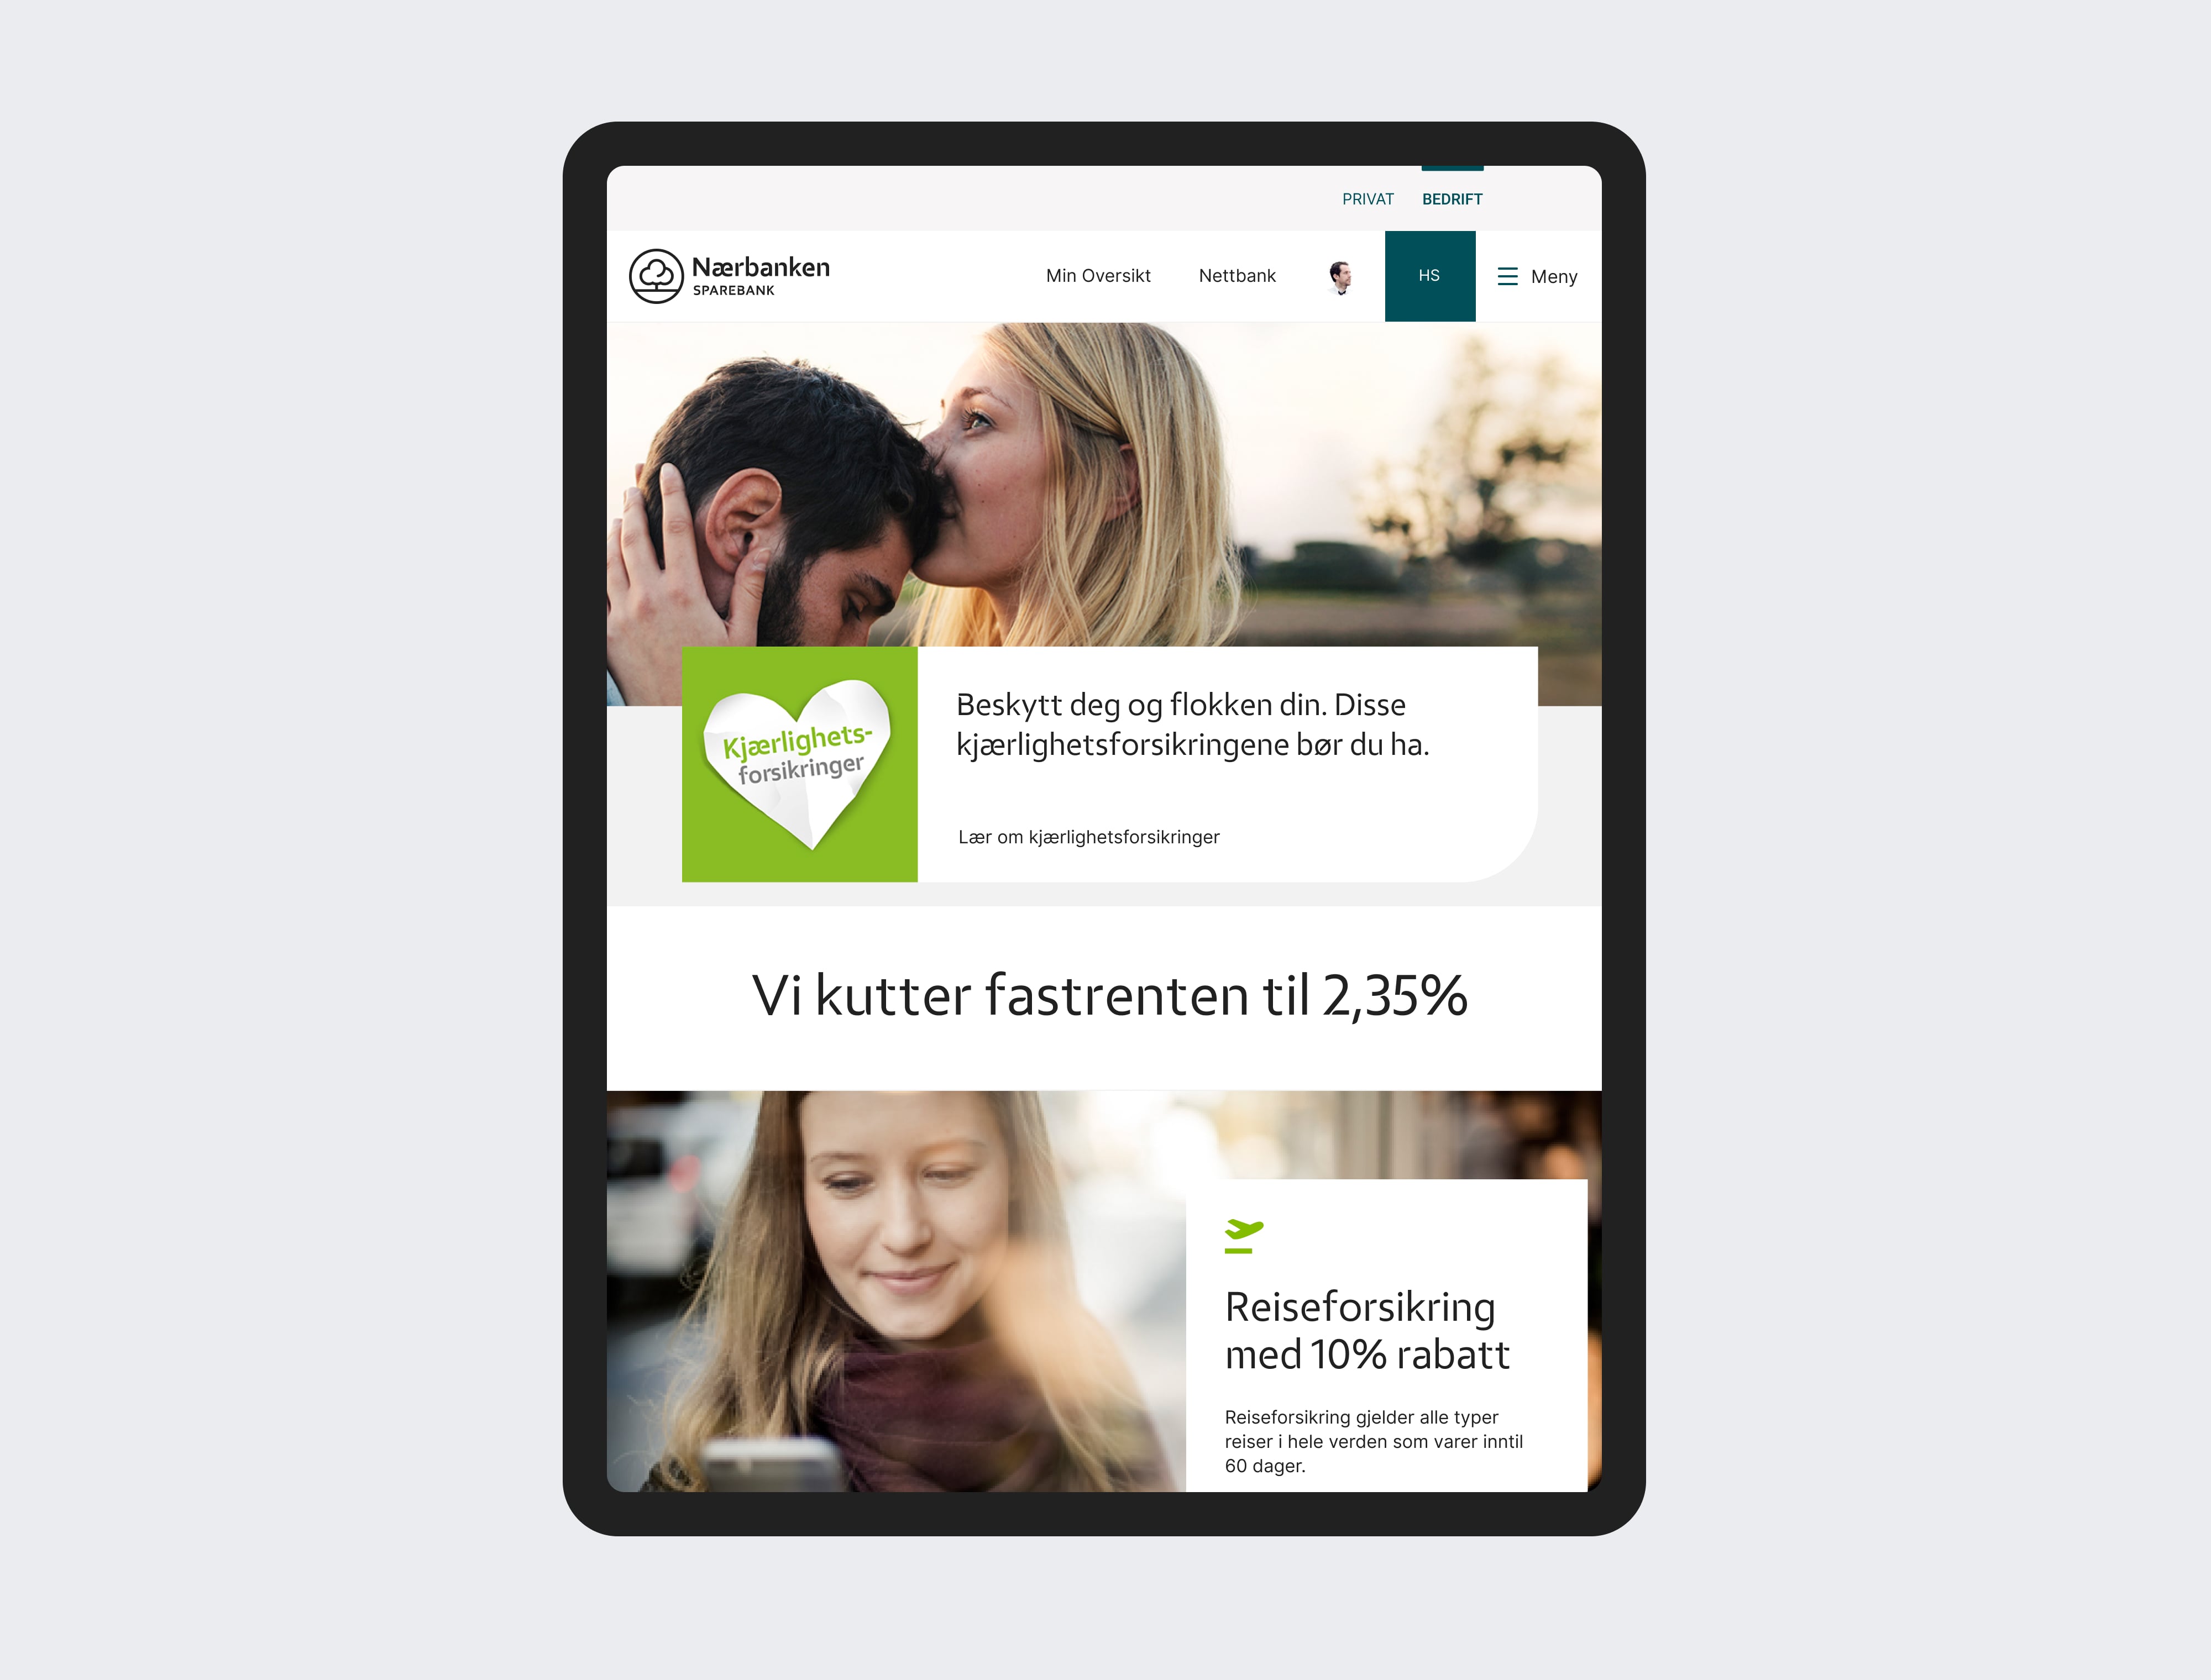 PRIVAT BEDRIFT
Nærbanken
SPAREBANK
Min Oversikt Nettbank HS Meny
Kjærlighets-
forsikringer
Beskytt deg og flokken din. Disse
kjærlighetsforsikringene bør du ha.
Lær om kjærlighetsforsikringer
Vi kutter fastrenten til 2,35%
Reiseforsikring
med 10% rabatt
Reiseforsikring gjelder alle typer
reiser i hele verden som varer inntil
60 dager.